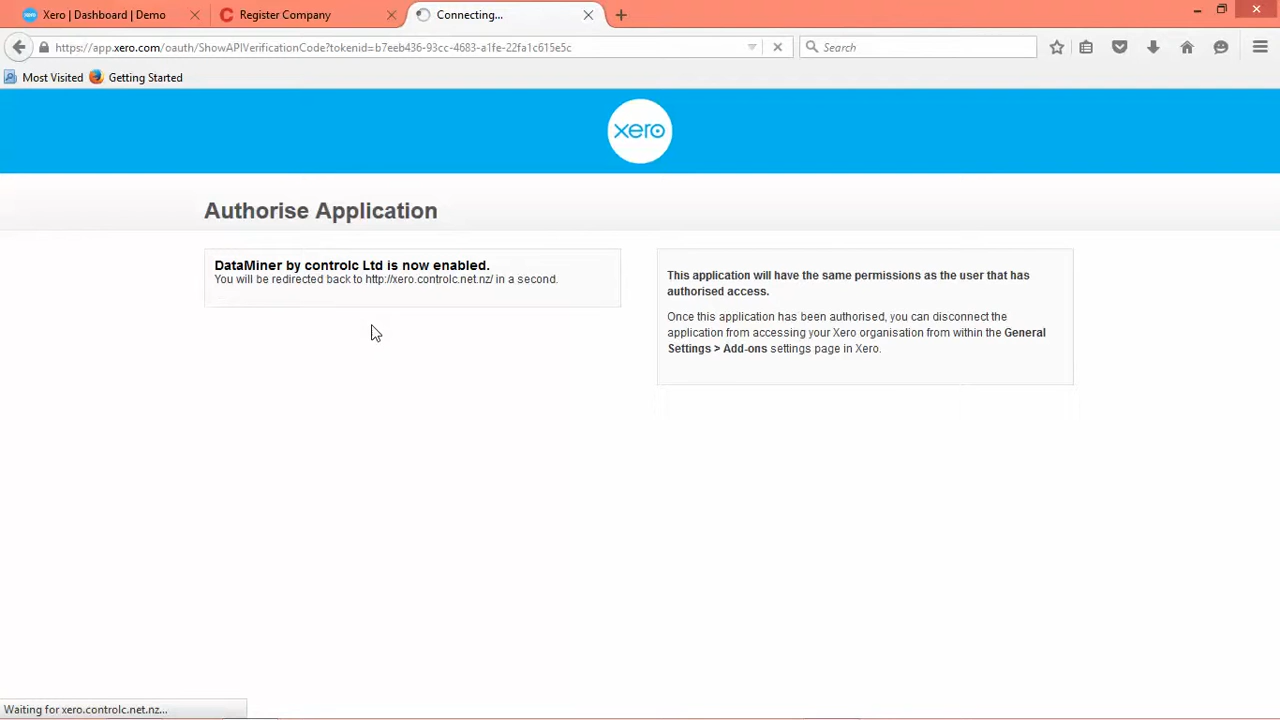 xero Xero | Dashboard | Demo
Register Company
Connecting...
https://app.xero.com/oauth/ShowAPIVerificationCode?tokenid=b7eeb436-93cc-4683-a1fe-22fa1c615e5c
Search
Most Visited
Getting Started
xero
Authorise Application
DataMiner by controlc Ltd is now enabled.
You will be redirected back to http://xero.controlc.net.nz/ in a second.
This application will have the same permissions as the user that has
authorised access.
Once this application has been authorised, you can disconnect the
application from accessing your Xero organisation from within the General
Settings > Add-ons settings page in Xero.
Waiting for xero.controlc.net.nz...